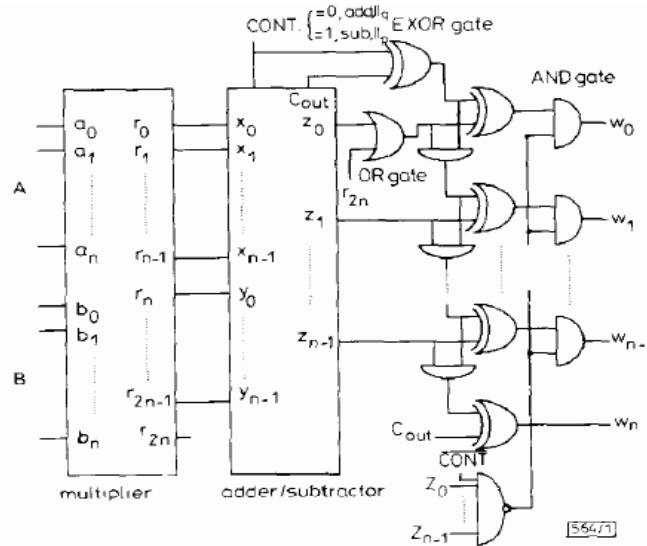 CONT. { =0, add, ll_q EXOR gate
=1, sub, ll_p
AND gate
C_out
a_0 r_0 x_0 z_0 w_0
a_1 r_1 x_1
OR gate
r_2n
A
z_1 w_1
a_n r_n-1 x_n-1
r_n y_0
b_0
b_1 z_n-1 w_n-
B
r_2n-1 y_n-1
w_n
C_out
b_n r_2n
CONT
z_0
multiplier adder/subtractor
z_n-1
564/1